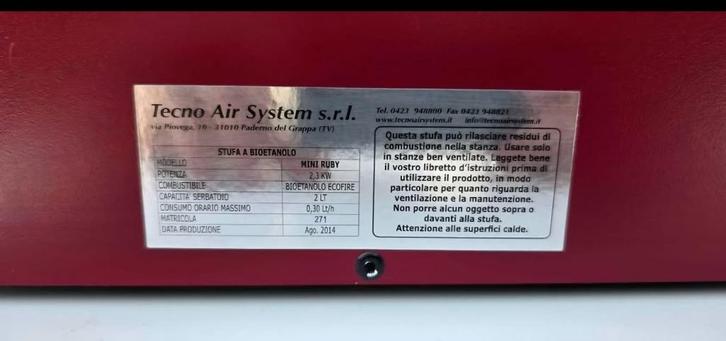 Tecno Air System s.r.l.
via Piovega, 10 - 31010 Paderno del Grappa (TV)
Tel. 0423 948800 Fax 0423 948821
www.tecnoairsystem.it info@tecnoairsystem.it
STUFA A BIOETANOLO
MODELLO MINI RUBY
POTENZA 2,3 KW
COMBUSTIBILE BIOETANOLO ECOFIRE
CAPACITA SERBATOIO 2 LT
CONSUMO ORARIO MASSIMO 0,30 Lt/h
MATRICOLA 271
DATA PRODUZIONE Ago. 2014
Questa stufa può rilasciare residui di
combustione nella stanza. Usare solo
in stanze ben ventilate. Leggete bene
il vostro libretto d'istruzioni prima di
utilizzare il prodotto, in modo
particolare per quanto riguarda la
ventilazione e la manutenzione.
Non porre alcun oggetto sopra o
davanti alla stufa.
Attenzione alle superfici calde.